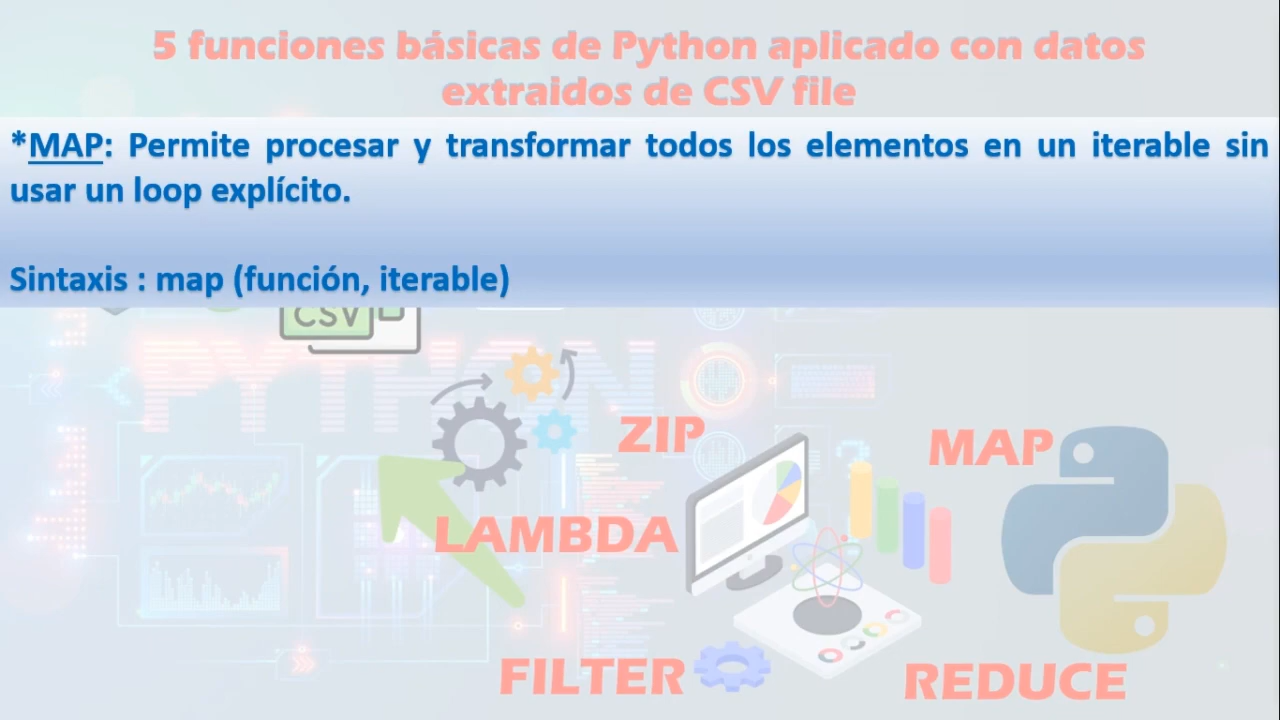 5 funciones básicas de Python aplicado con datos
extraidos de CSV file
*MAP: Permite procesar y transformar todos los elementos en un iterable sin
usar un loop explícito.
Sintaxis : map (función, iterable)
CSV
PYTHON
ZIP
MAP
LAMBDA
FILTER
REDUCE